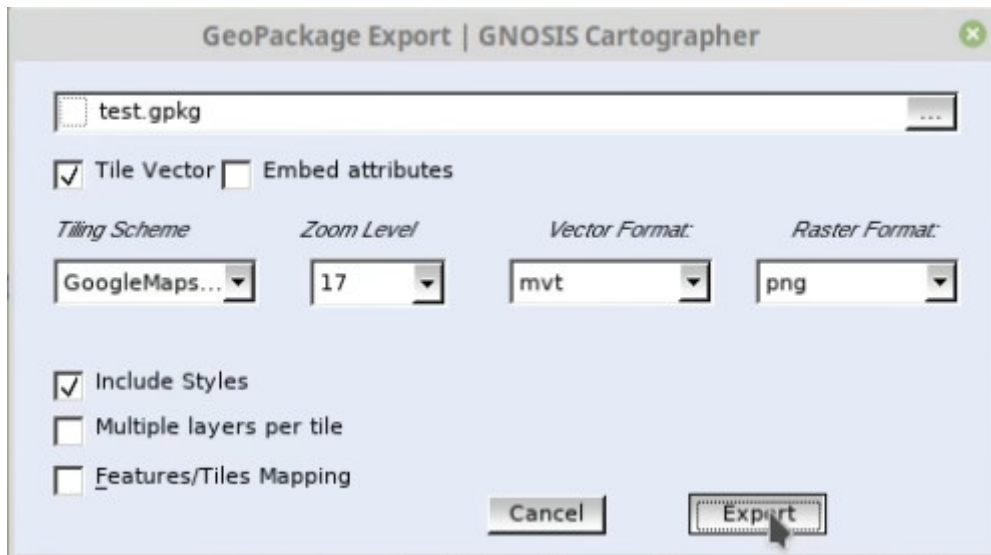 GeoPackage Export | GNOSIS Cartographer
test.gpkg ...
Tile Vector Embed attributes
Tiling Scheme Zoom Level Vector Format: Raster Format:
GoogleMaps... 17 mvt png
Include Styles
Multiple layers per tile
Features/Tiles Mapping
Cancel Export